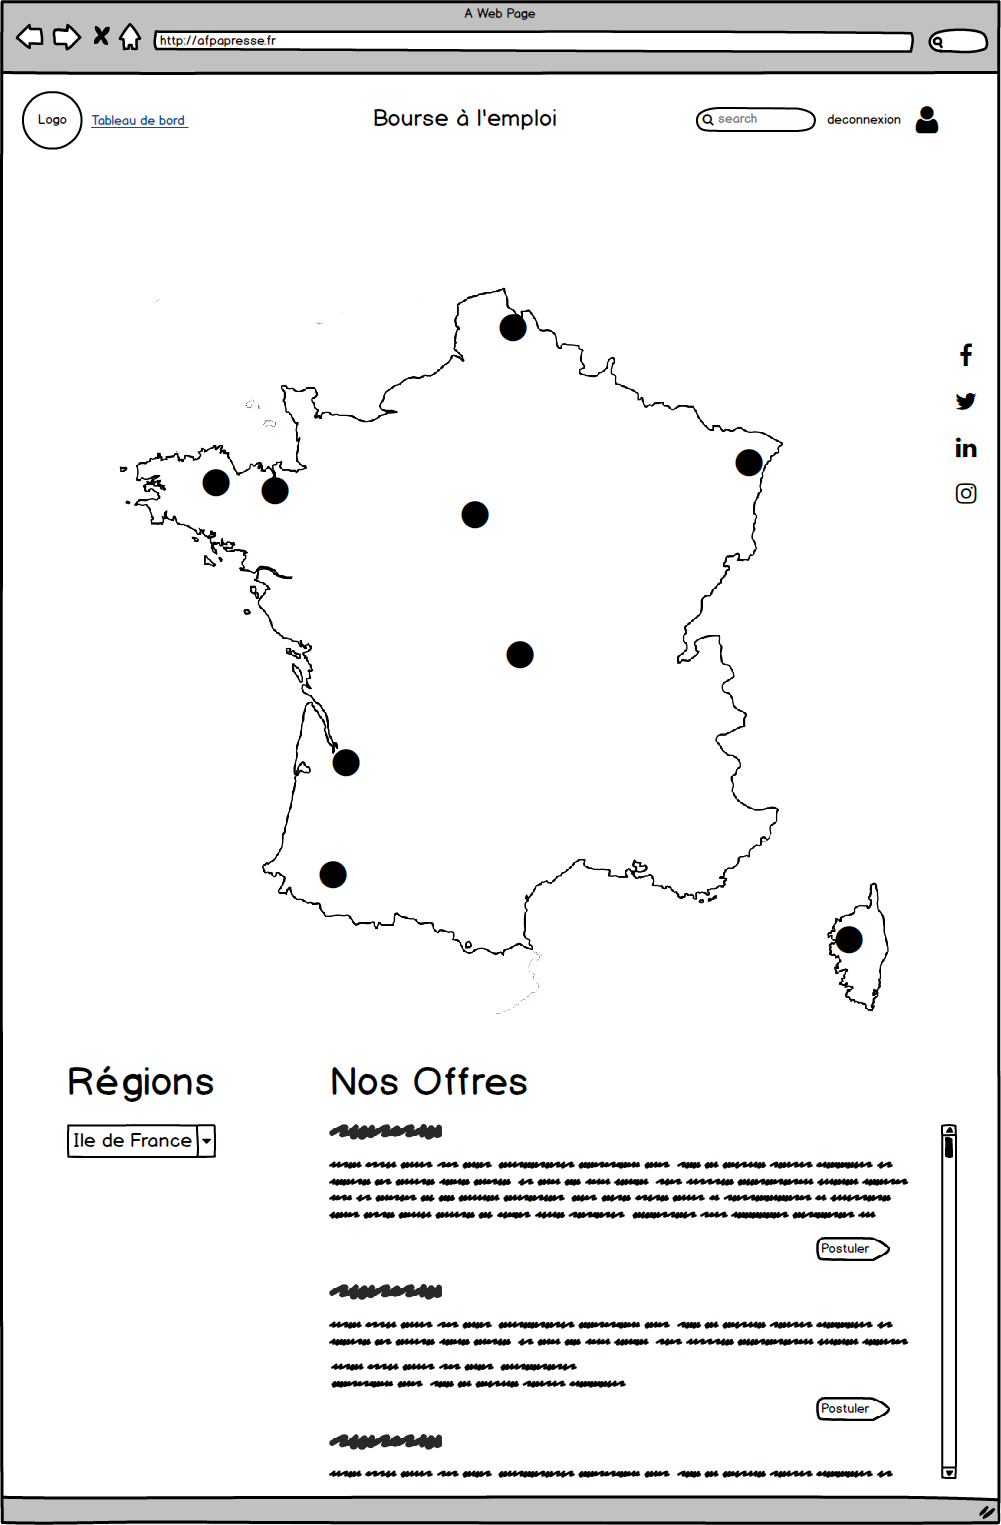 A Web Page
http://afpapresse.fr
Logo
Tableau de bord
Bourse à l'emploi
search
deconnexion
Régions
Nos Offres
Ile de France
Postuler
Postuler